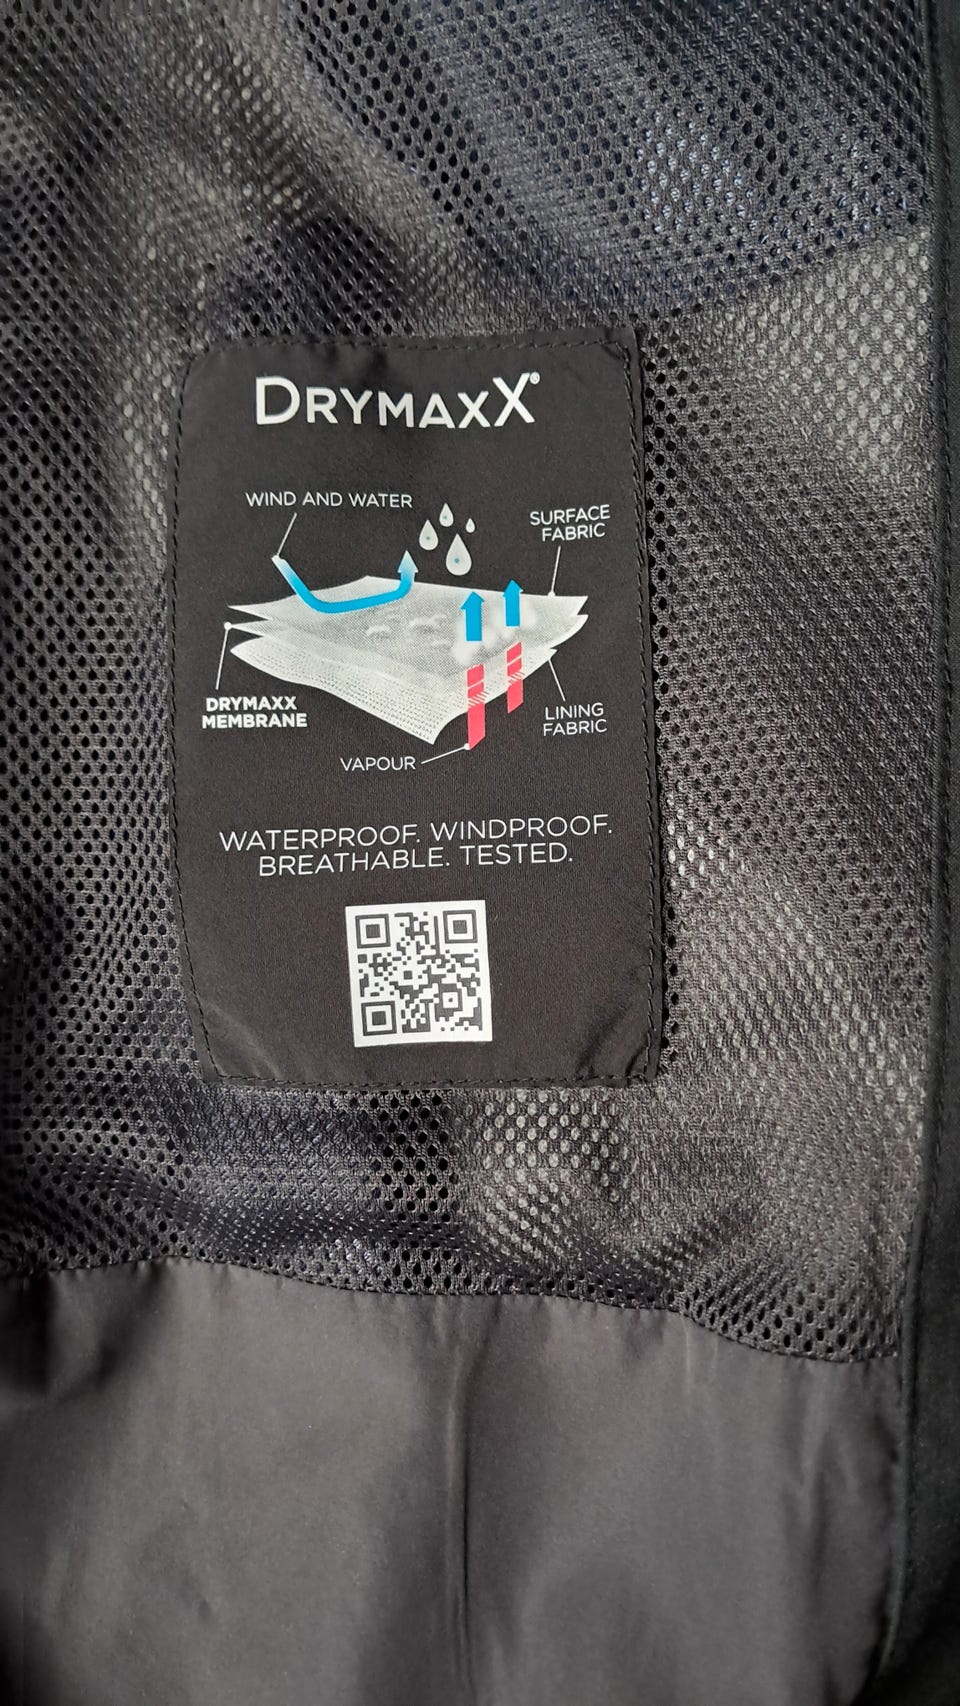 DRYMAXX®
WIND AND WATER
SURFACE
FABRIC
DRYMAXX
MEMBRANE
LINING
FABRIC
VAPOUR
WATERPROOF. WINDPROOF.
BREATHABLE. TESTED.